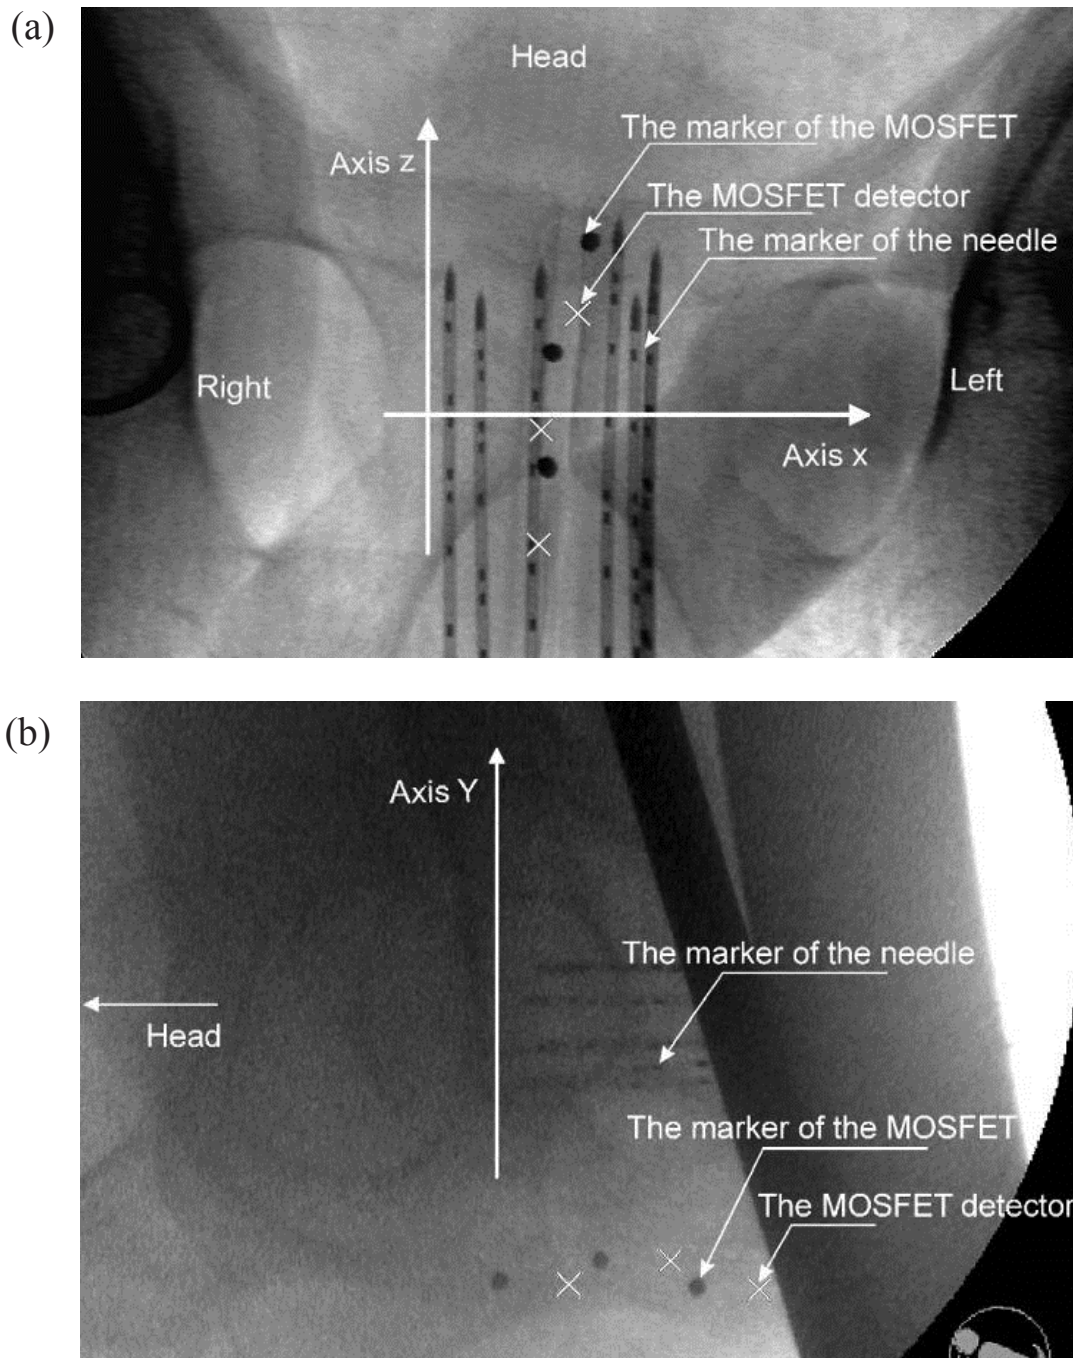 (a)
Head
The marker of the MOSFET
Axis z
The MOSFET detector
The marker of the needle
Right
Left
Axis x
(b)
Axis Y
The marker of the needle
Head
The marker of the MOSFET
The MOSFET detector